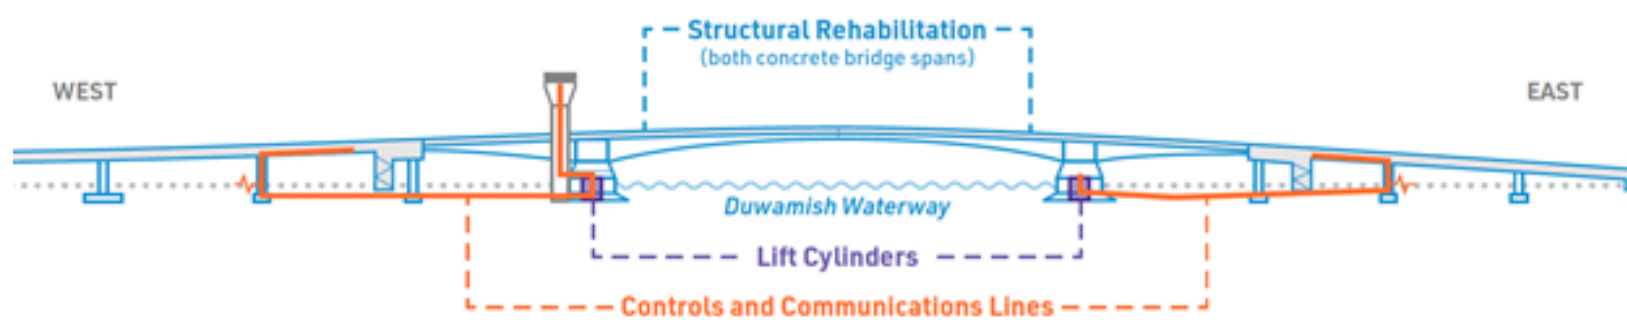 Structural Rehabilitation
(both concrete bridge spans)
WEST
EAST
Duwamish Waterway
Lift Cylinders
Controls and Communications Lines